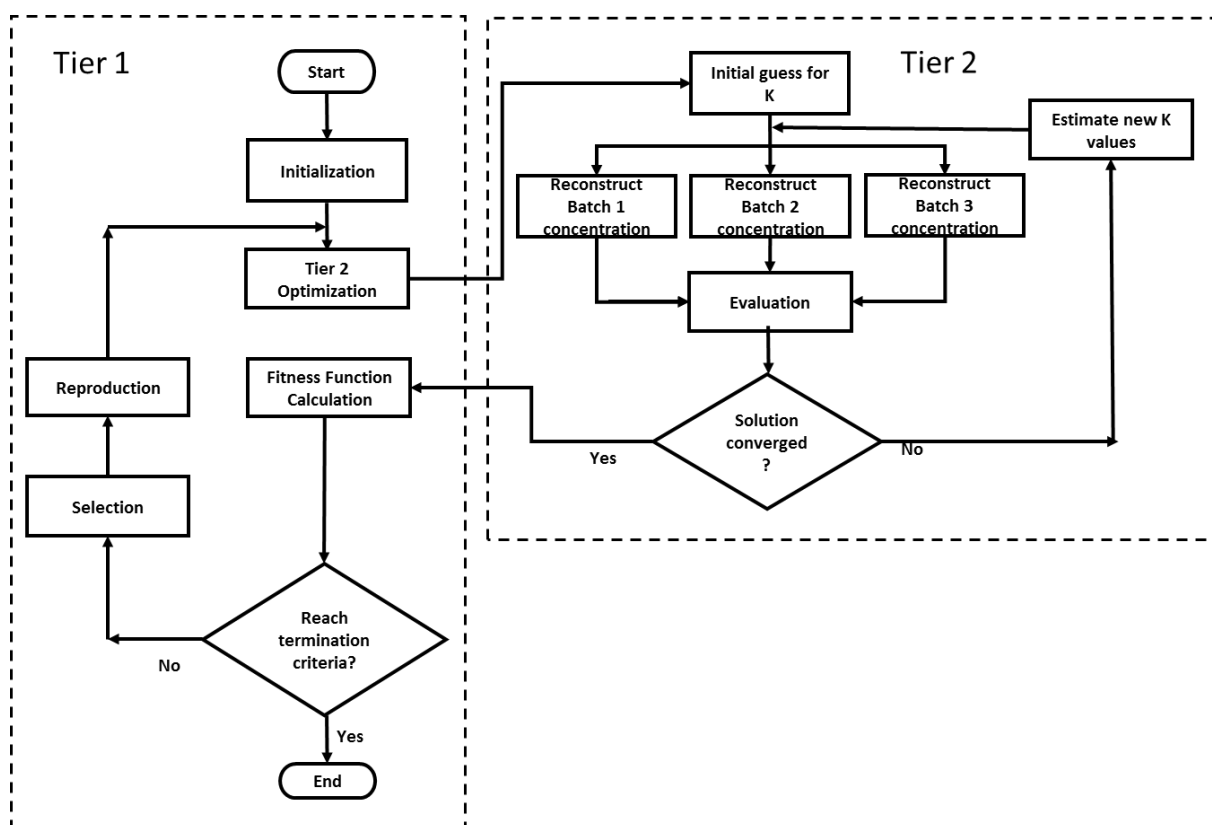 Tier 1
Start
Initialization
Tier 2
Optimization
Reproduction
Fitness Function
Calculation
Selection
Reach
termination
criteria?
No
Yes
End
Tier 2
Initial guess for
K
Estimate new K
values
Reconstruct
Batch 1
concentration
Reconstruct
Batch 2
concentration
Reconstruct
Batch 3
concentration
Evaluation
Solution
converged
?
Yes
No